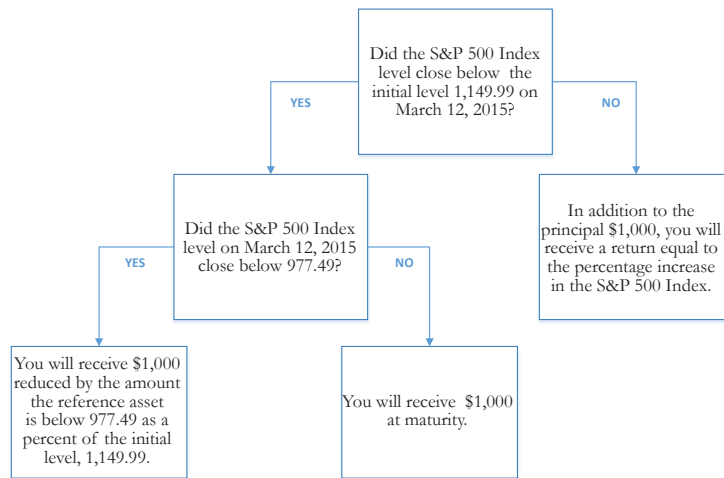 Did the S&P 500 Index
level close below the
initial level 1,149.99 on
March 12, 2015?
YES
NO
Did the S&P 500 Index
level on March 12, 2015
close below 977.49?
In addition to the
principal $1,000, you will
receive a return equal to
the percentage increase
in the S&P 500 Index.
YES
NO
You will receive $1,000
reduced by the amount
the reference asset
is below 977.49 as a
percent of the initial
level, 1,149.99.
You will receive $1,000
at maturity.